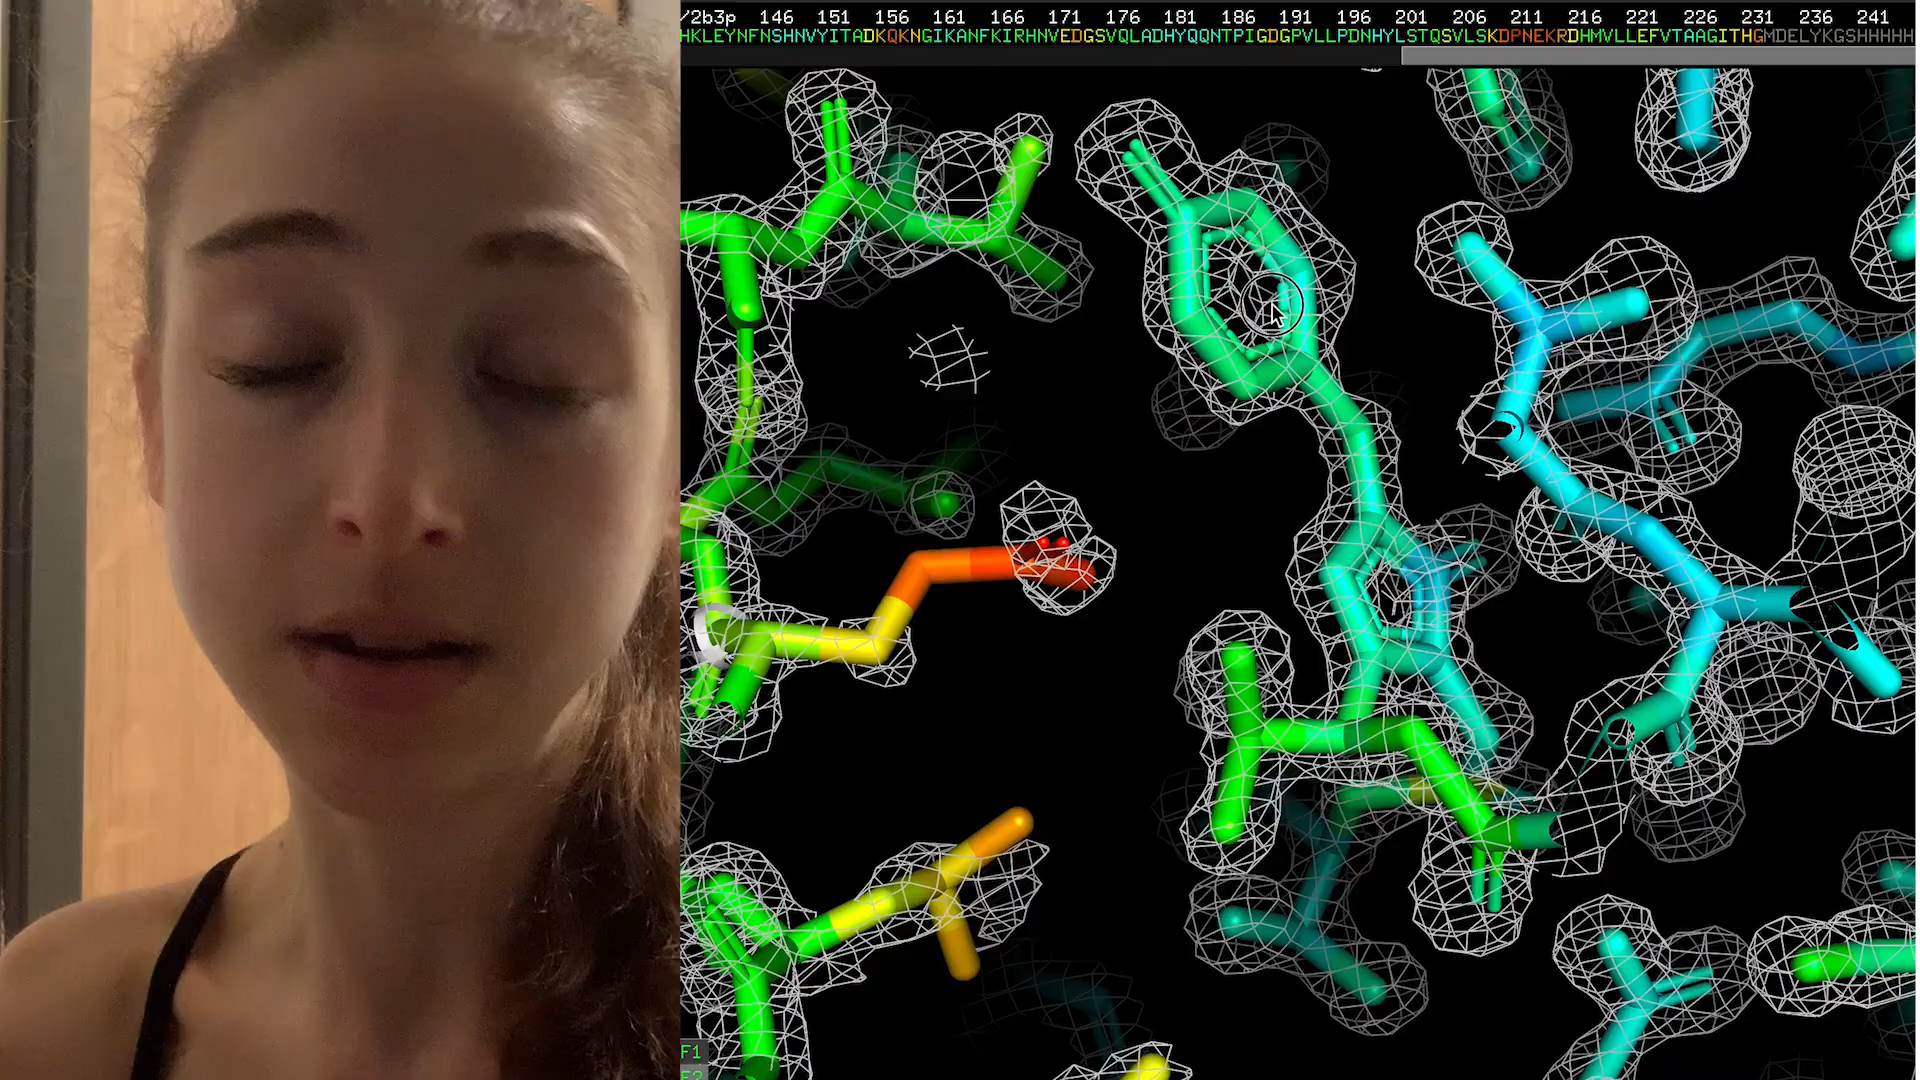 /2b3p 146 151 156 161 166 171 176 181 186 191 196 201 206 211 216 221 226 231 236 241
HKLEYNFNSHNVYITADKQKNGIKANFKIRHNVEDGSVQLADHYQQNTPIGDGPVLLPDNHYLSTQSVLSKDPNEKRDHMVLLEFVTAAGITHGMDELYKGSHHHHH
F1